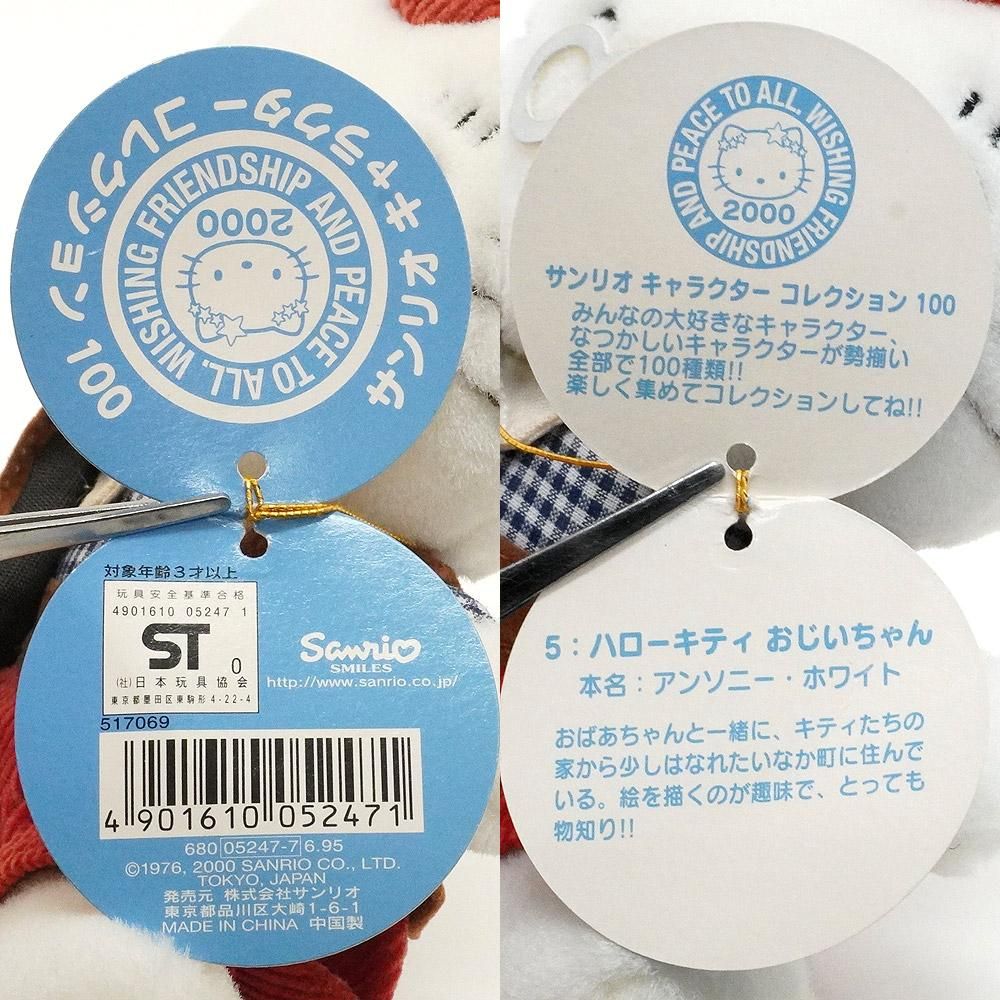 サンリオ キャラクター コレクション 100
WISHING FRIENDSHIP AND PEACE TO ALL.
2000
対象年齢3才以上
玩具安全基準合格
4901610 05247 1
ST
0
(社)日本玩具協会
東京都墨田区東駒形4-22-4
517069
Sanrio
SMILES
http://www.sanrio.co.jp/
4 901610 052471
680 05247-7 6.95
©1976, 2000 SANRIO CO., LTD.
TOKYO, JAPAN
発売元 株式会社サンリオ
東京都品川区大崎1-6-1
MADE IN CHINA 中国製
WISHING FRIENDSHIP AND PEACE TO ALL.
2000
サンリオ キャラクター コレクション 100
みんなの大好きなキャラクター、
なつかしいキャラクターが勢揃い
全部で100種類!!
楽しく集めてコレクションしてね!!
5:ハローキティ おじいちゃん
本名:アンソニー・ホワイト
おばあちゃんと一緒に、キティたちの
家から少しはなれたいなか町に住んで
いる。絵を描くのが趣味で、とっても
物知り!!